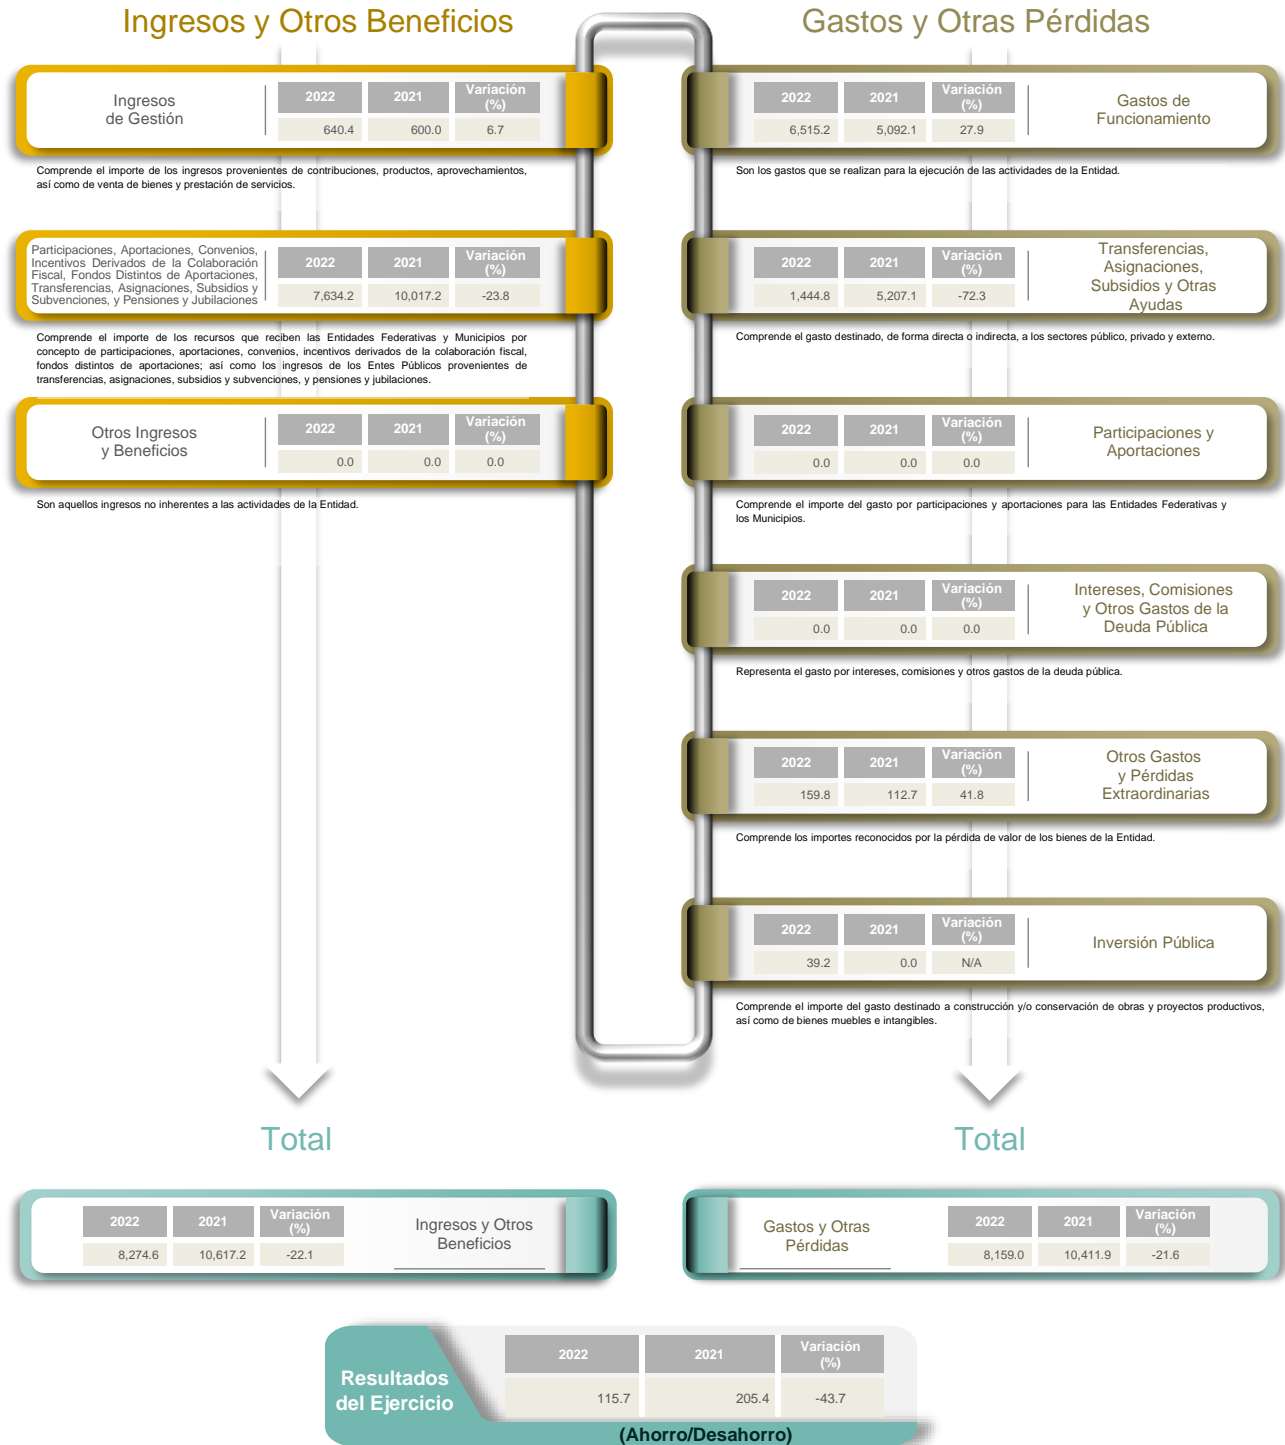 Ingresos y Otros Beneficios
Ingresos
de Gestión
2022 2021 Variación
(%)
640.4 600.0 6.7
Comprende el importe de los ingresos provenientes de contribuciones, productos, aprovechamientos,
así como de venta de bienes y prestación de servicios.
Participaciones, Aportaciones, Convenios,
Incentivos Derivados de la Colaboración
Fiscal, Fondos Distintos de Aportaciones,
Transferencias, Asignaciones, Subsidios y
Subvenciones, y Pensiones y Jubilaciones
2022 2021 Variación
(%)
7,634.2 10,017.2 -23.8
Comprende el importe de los recursos que reciben las Entidades Federativas y Municipios por
concepto de participaciones, aportaciones, convenios, incentivos derivados de la colaboración fiscal,
fondos distintos de aportaciones; así como los ingresos de los Entes Públicos provenientes de
transferencias, asignaciones, subsidios y subvenciones, y pensiones y jubilaciones.
Otros Ingresos
y Beneficios
2022 2021 Variación
(%)
0.0 0.0 0.0
Son aquellos ingresos no inherentes a las actividades de la Entidad.
Gastos y Otras Pérdidas
2022 2021 Variación
(%)
6,515.2 5,092.1 27.9
Gastos de
Funcionamiento
Son los gastos que se realizan para la ejecución de las actividades de la Entidad.
2022 2021 Variación
(%)
1,444.8 5,207.1 -72.3
Transferencias,
Asignaciones,
Subsidios y Otras
Ayudas
Comprende el gasto destinado, de forma directa o indirecta, a los sectores público, privado y externo.
2022 2021 Variación
(%)
0.0 0.0 0.0
Participaciones y
Aportaciones
Comprende el importe del gasto por participaciones y aportaciones para las Entidades Federativas y
los Municipios.
2022 2021 Variación
(%)
0.0 0.0 0.0
Intereses, Comisiones
y Otros Gastos de la
Deuda Pública
Representa el gasto por intereses, comisiones y otros gastos de la deuda pública.
2022 2021 Variación
(%)
159.8 112.7 41.8
Otros Gastos
y Pérdidas
Extraordinarias
Comprende los importes reconocidos por la pérdida de valor de los bienes de la Entidad.
2022 2021 Variación
(%)
39.2 0.0 N/A
Inversión Pública
Comprende el importe del gasto destinado a construcción y/o conservación de obras y proyectos productivos,
así como de bienes muebles e intangibles.
Total
2022 2021 Variación
(%)
8,274.6 10,617.2 -22.1
Ingresos y Otros
Beneficios
Total
Gastos y Otras
Pérdidas
2022 2021 Variación
(%)
8,159.0 10,411.9 -21.6
Resultados
del Ejercicio
2022 2021 Variación
(%)
115.7 205.4 -43.7
(Ahorro/Desahorro)